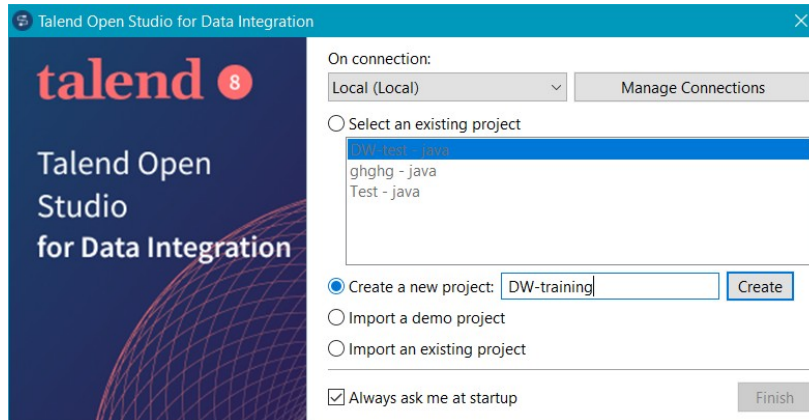 Talend Open Studio for Data Integration
talend 8
Talend Open
Studio
for Data Integration
On connection:
Local (Local)
Manage Connections
Select an existing project
DW-test - java
ghghg - java
Test - java
Create a new project:
DW-training
Create
Import a demo project
Import an existing project
Always ask me at startup
Finish